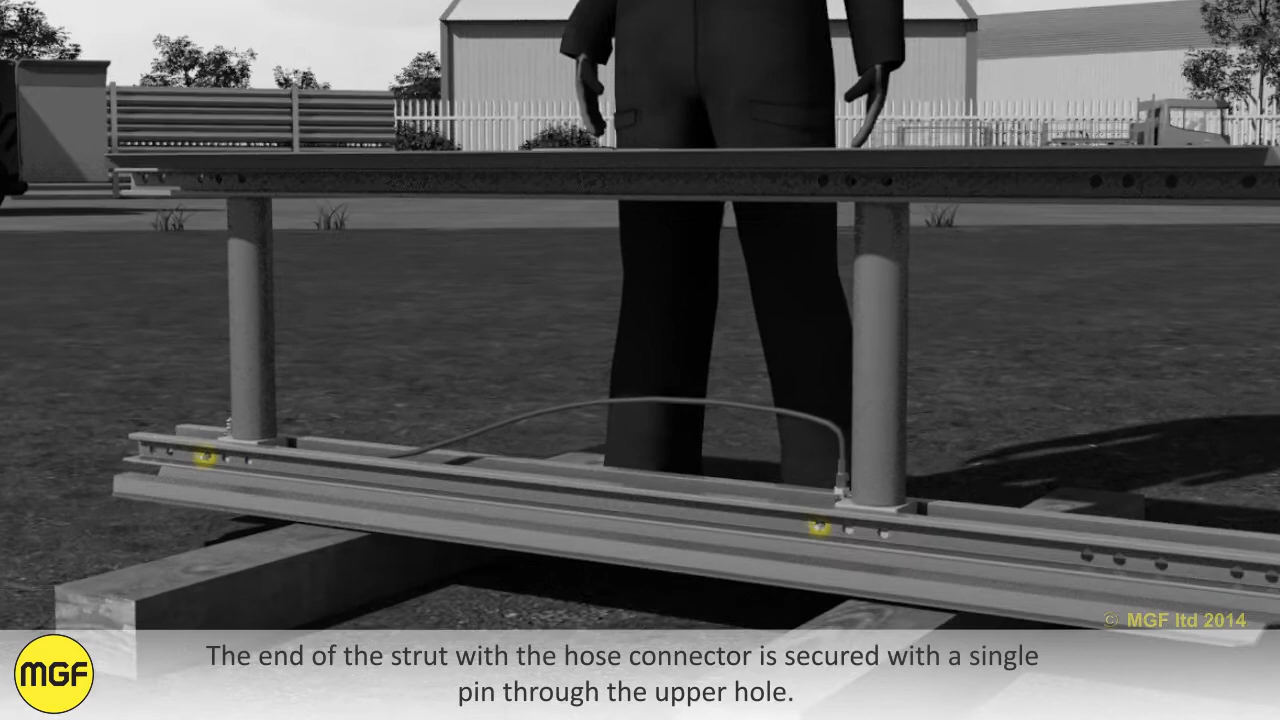 © MGF ltd 2014
The end of the strut with the hose connector is secured with a single
pin through the upper hole.
MGF